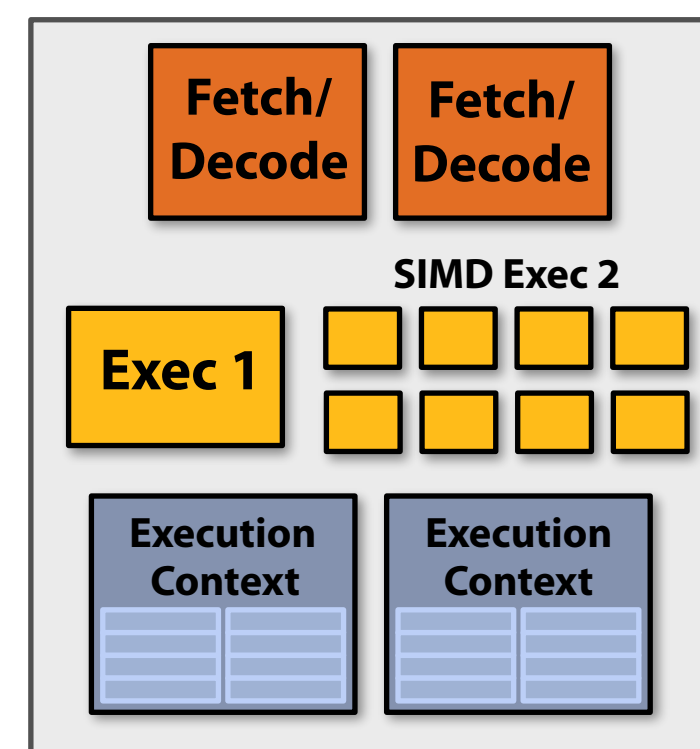 Fetch/
Decode
Fetch/
Decode
SIMD Exec 2
Exec 1
Execution
Context
Execution
Context